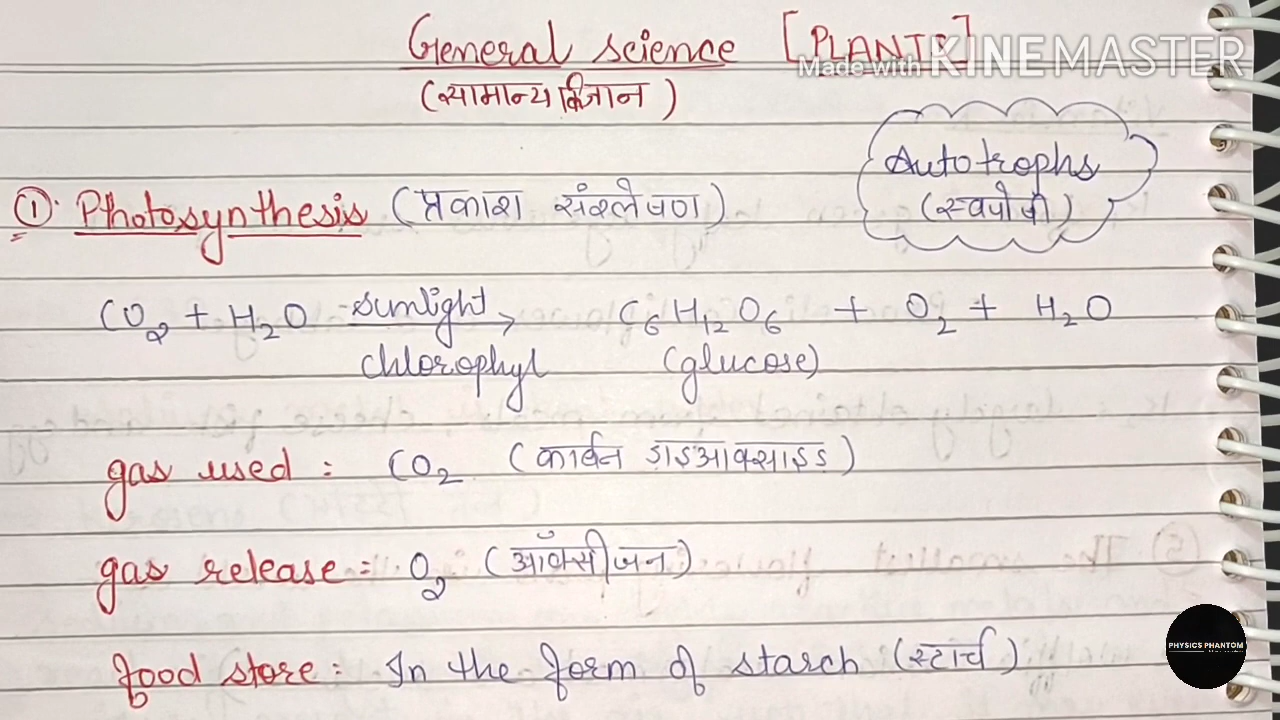 General science [PLANTS]
Made with KINEMASTER
(सामान्य विज्ञान)
Autotrophs
(स्वपोषी)
① Photosynthesis (प्रकाश संश्लेषण)
CO₂ + H₂O sunlight → C₆H₁₂O₆ + O₂ + H₂O
chlorophyl (glucose)
gas used : CO₂ (कार्बन डाइआक्साइड)
gas release : O₂ (ऑक्सीजन)
food store : In the form of starch (स्टार्च)
PHYSICS PHANTOM